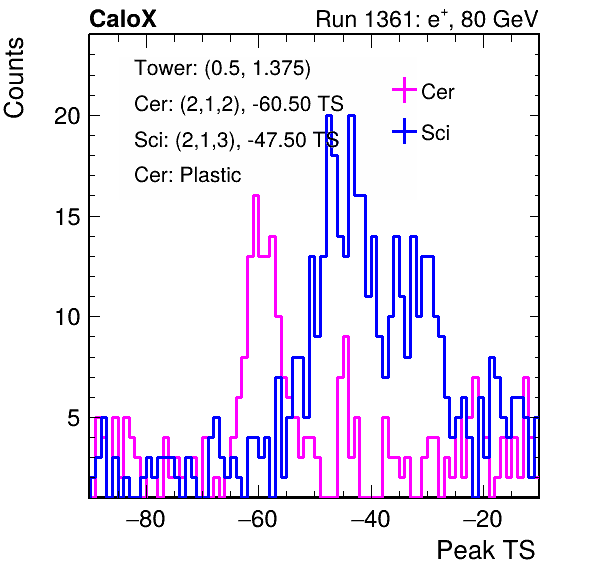 CaloX Run 1361: e+, 80 GeV
Counts
Tower: (0.5, 1.375)
Cer: (2,1,2), -60.50 TS
Sci: (2,1,3), -47.50 TS
Cer: Plastic
Cer
Sci
20
15
10
5
−80 −60 −40 −20
Peak TS